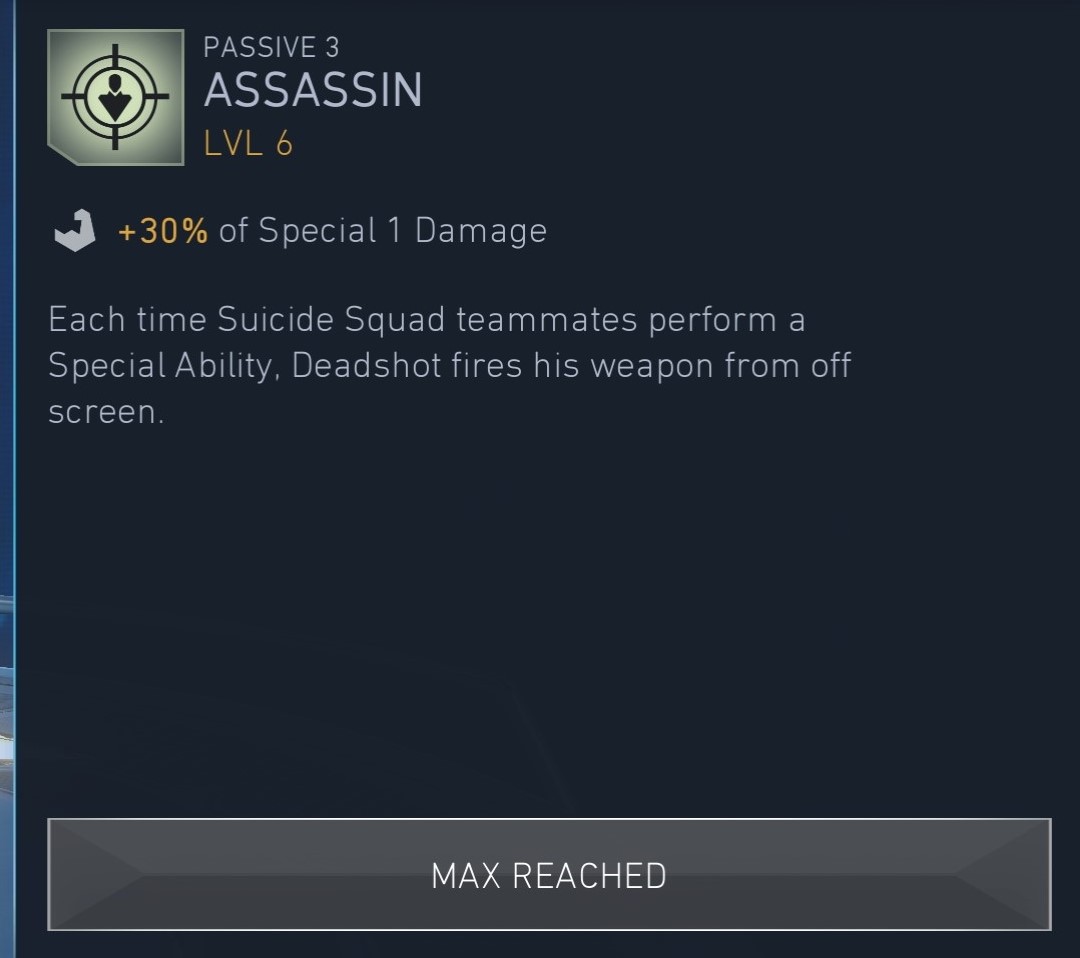 PASSIVE 3
ASSASSIN
LVL 6
+30% of Special 1 Damage
Each time Suicide Squad teammates perform a
Special Ability, Deadshot fires his weapon from off
screen.
MAX REACHED